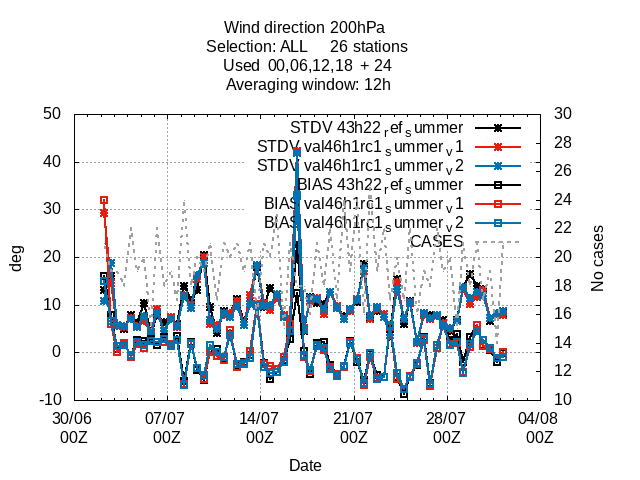 Wind direction 200hPa
Selection: ALL 26 stations
Used 00,06,12,18 + 24
Averaging window: 12h
50
40
30
20
10
0
-10
deg
30
28
26
24
22
20
18
16
14
12
10
No cases
STDV 43h22_ref_summer
STDV val46h1rc1_summer_v1
STDV val46h1rc1_summer_v2
BIAS 43h22_ref_summer
BIAS val46h1rc1_summer_v1
BIAS val46h1rc1_summer_v2
CASES
30/06 07/07 14/07 21/07 28/07 04/08
00Z 00Z 00Z 00Z 00Z 00Z
Date